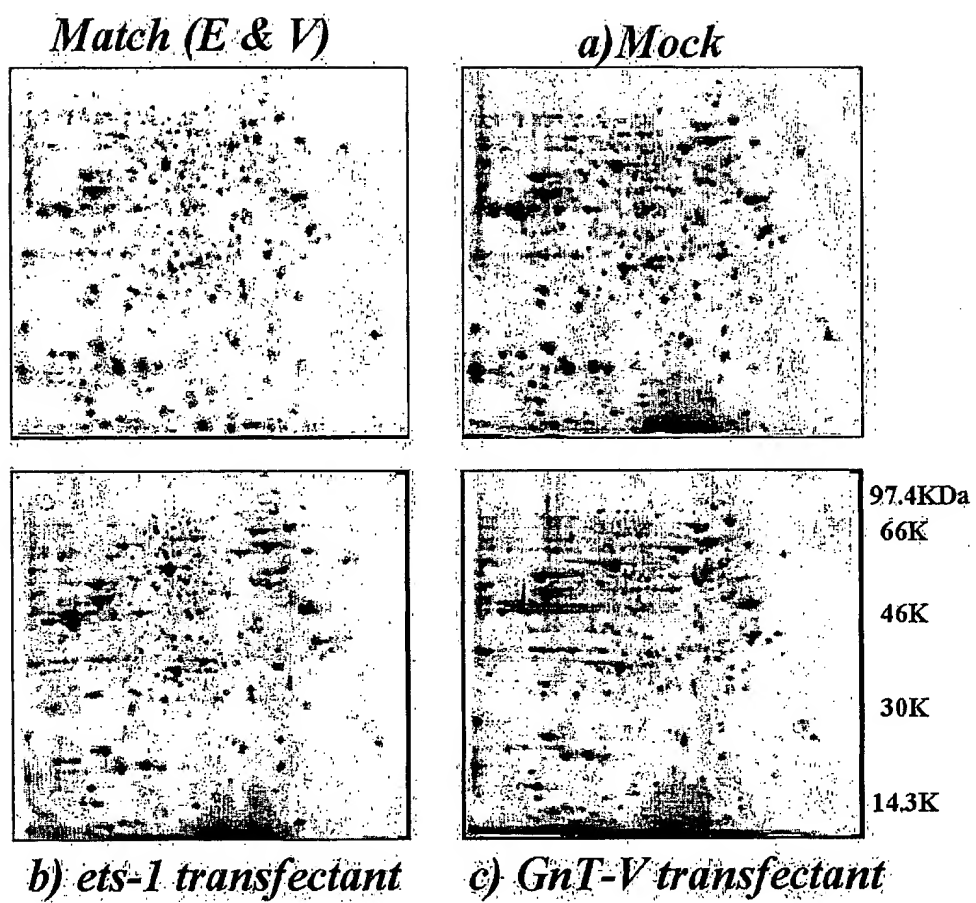 Match (E & V)
a)Mock
97.4KDa
66K
46K
30K
14.3K
b) ets-1 transfectant
c) GnT-V transfectant